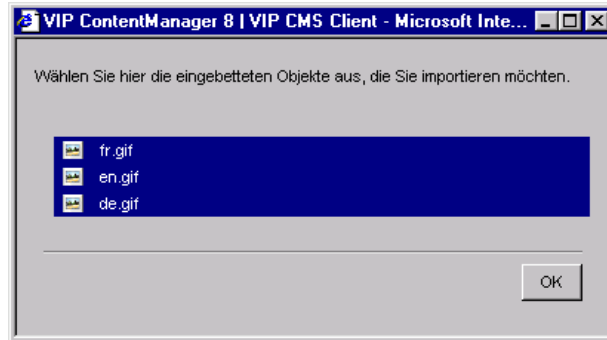 VIP ContentManager 8 | VIP CMS Client - Microsoft Inte...
Wählen Sie hier die eingebetteten Objekte aus, die Sie importieren möchten.
fr.gif
en.gif
de.gif
OK